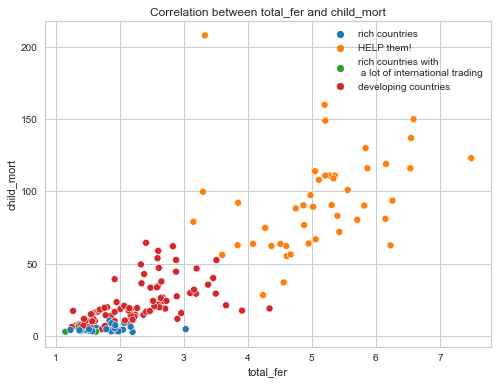 Correlation between total_fer and child_mort
rich countries
HELP them!
rich countries with
a lot of international trading
developing countries
200
150
100
50
0
child_mort
1 2 3 4 5 6 7
total_fer